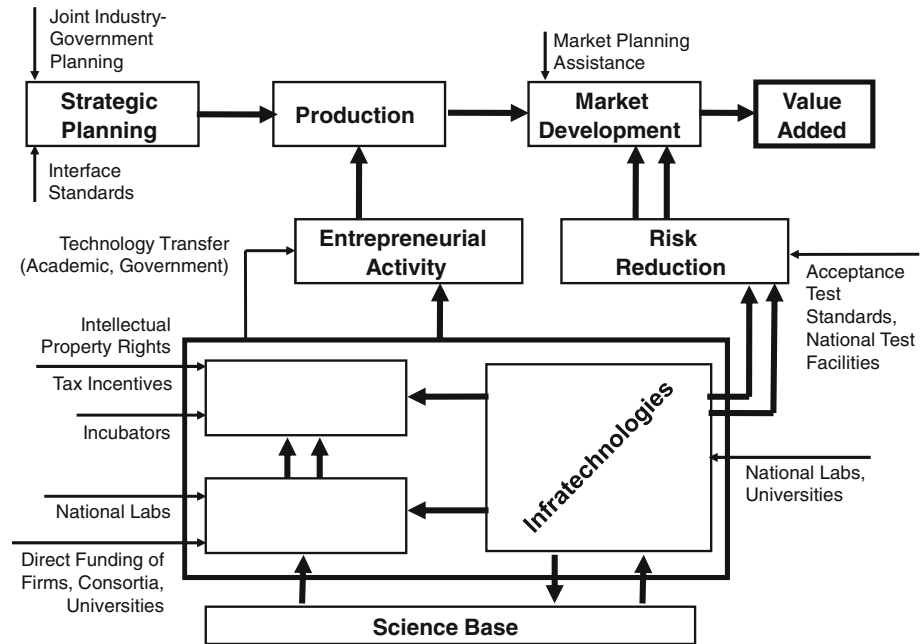 Joint Industry-
Government
Planning
Market Planning
Assistance
Strategic
Planning
Production
Market
Development
Value
Added
Interface
Standards
Technology Transfer
(Academic, Government)
Entrepreneurial
Activity
Risk
Reduction
Acceptance
Test
Standards,
National Test
Facilities
Intellectual
Property Rights
Tax Incentives
Incubators
Infratechnologies
National Labs,
Universities
National Labs
Direct Funding of
Firms, Consortia,
Universities
Science Base